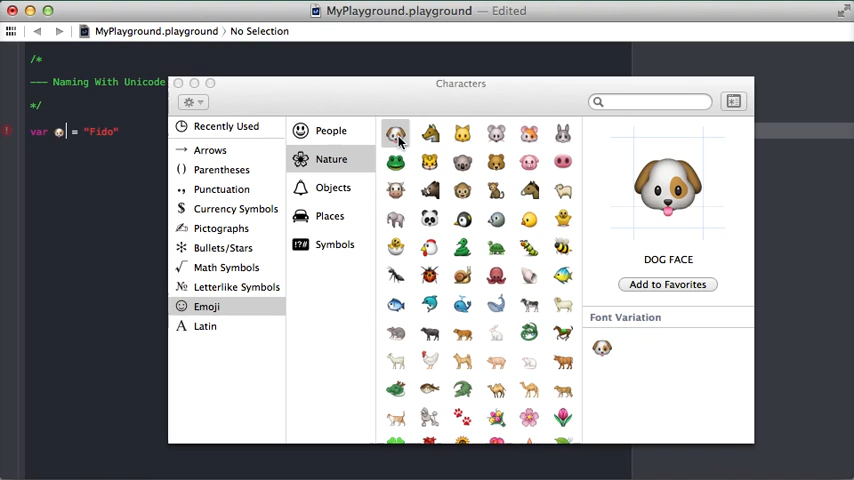 MyPlayground.playground — Edited
MyPlayground.playground › No Selection
/*
--- Naming With Unicode
*/
var 🐶 = "Fido"
Characters
Recently Used
→ Arrows
( ) Parentheses
., Punctuation
$ Currency Symbols
Pictographs
Bullets/Stars
Math Symbols
Letterlike Symbols
Emoji
A Latin
People
Nature
Objects
Places
!?# Symbols
DOG FACE
Add to Favorites
Font Variation